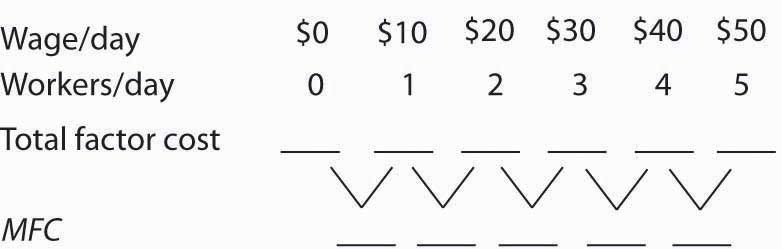 Wage/day $0 $10 $20 $30 $40 $50
Workers/day 0 1 2 3 4 5
Total factor cost
MFC